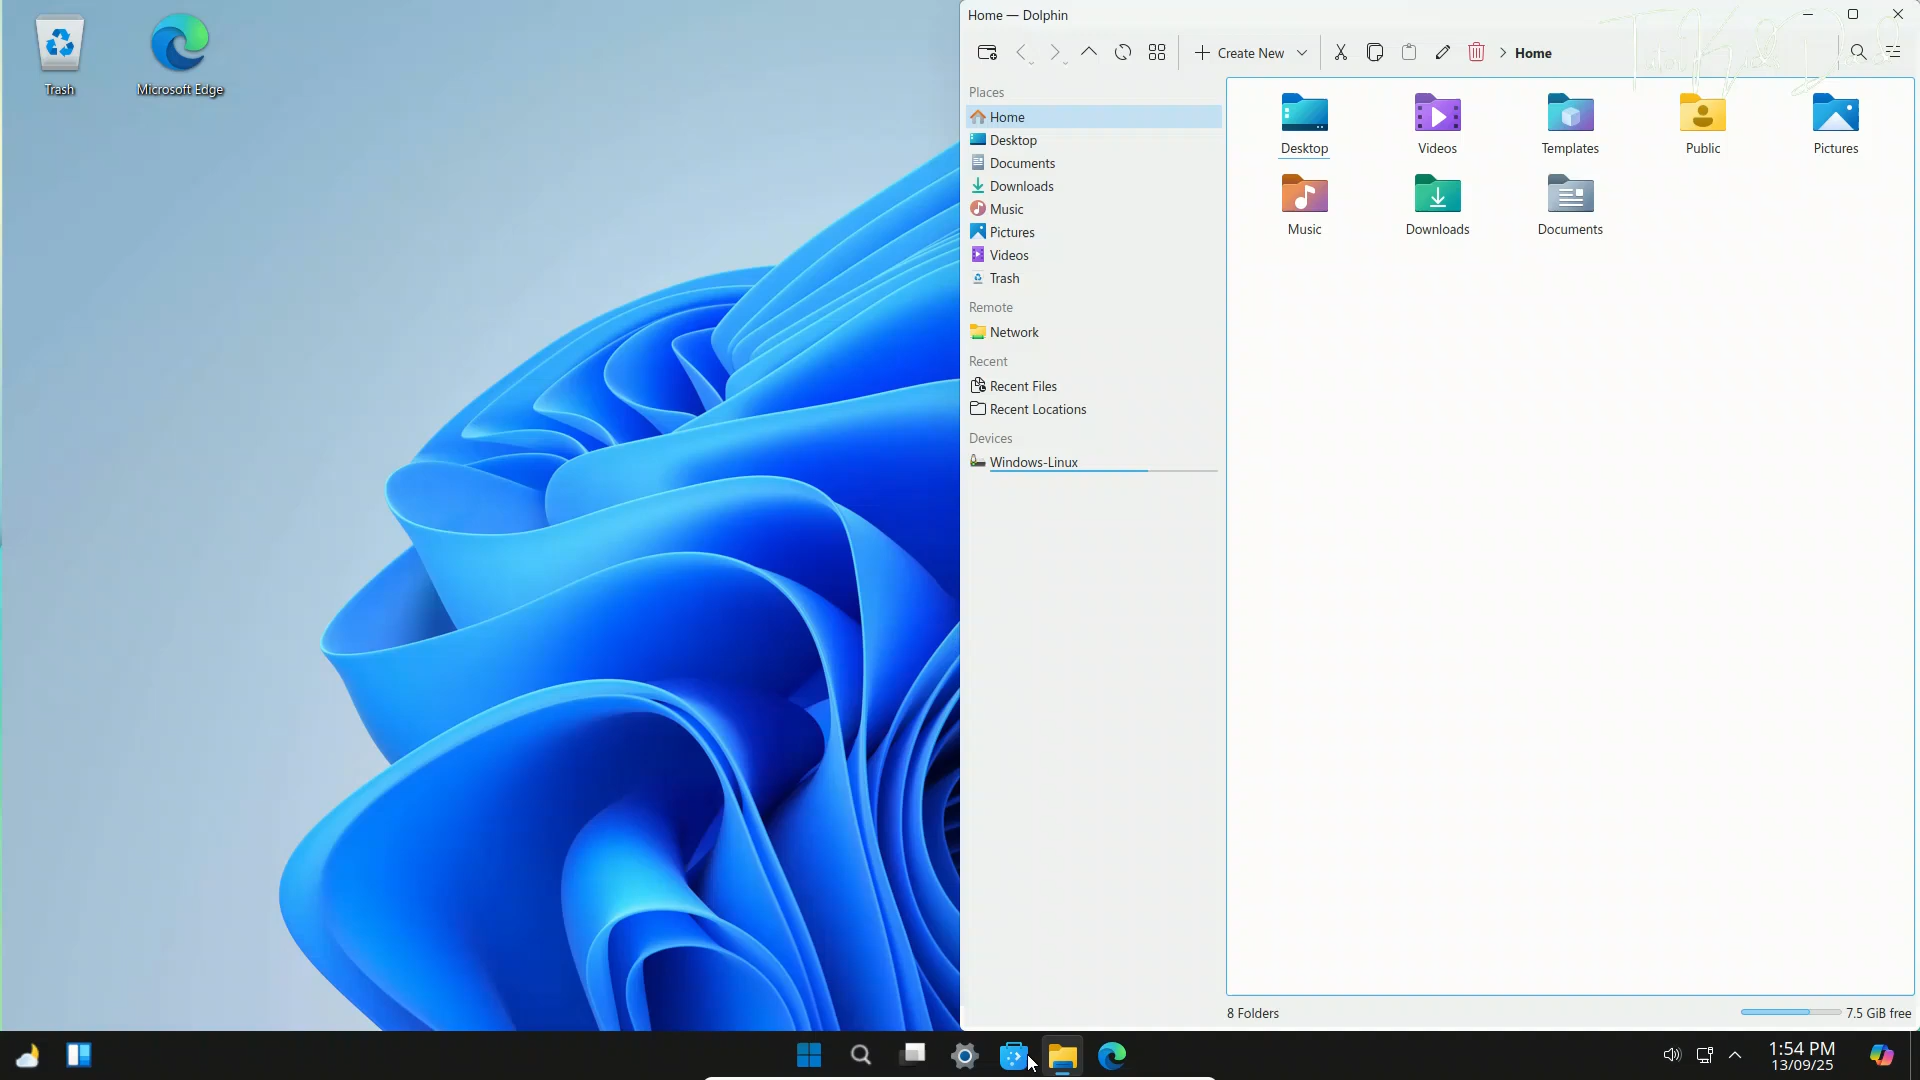 Trash
Microsoft Edge
Home — Dolphin
Create New
Home
Places
Home
Desktop
Documents
Downloads
Music
Pictures
Videos
Trash
Remote
Network
Recent
Recent Files
Recent Locations
Devices
Windows-Linux
Desktop
Videos
Templates
Public
Pictures
Music
Downloads
Documents
8 Folders
7.5 GiB free
1:54 PM
13/09/25